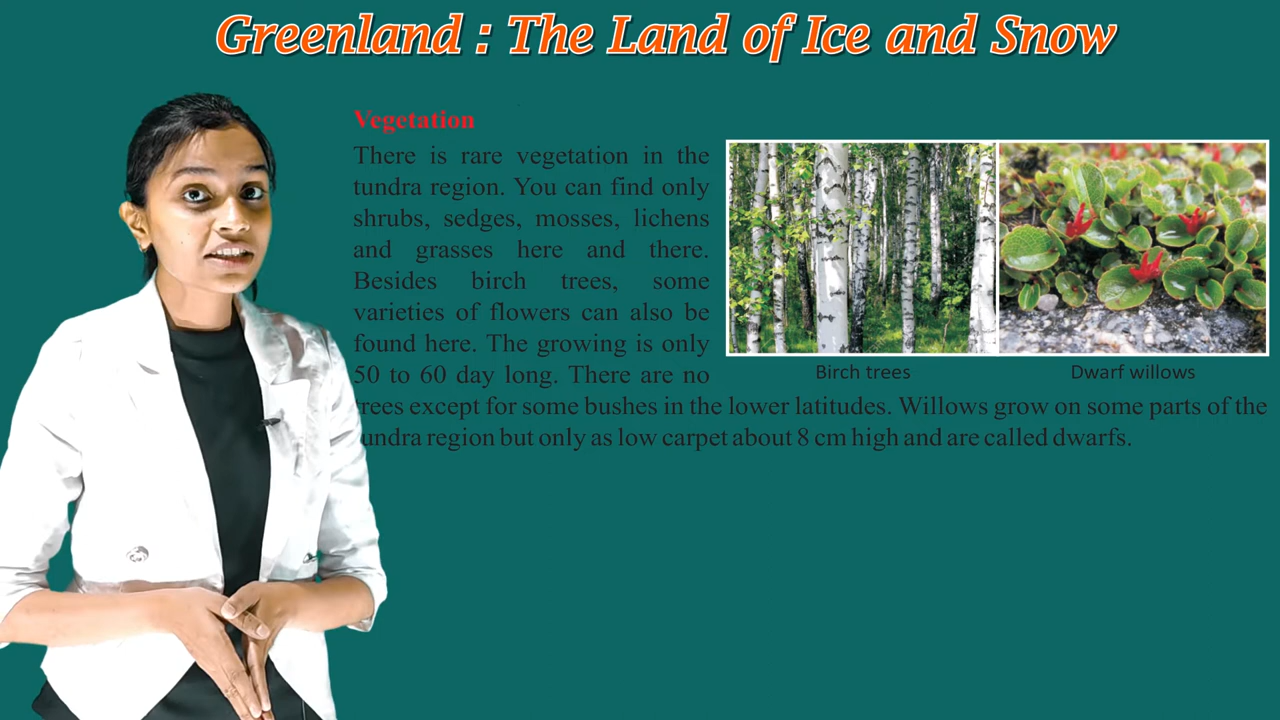 Greenland : The Land of Ice and Snow
Vegetation
There is rare vegetation in the
tundra region. You can find only
shrubs, sedges, mosses, lichens
and grasses here and there.
Besides birch trees, some
varieties of flowers can also be
found here. The growing is only
50 to 60 day long. There are no
trees except for some bushes in the lower latitudes. Willows grow on some parts of the
tundra region but only as low carpet about 8 cm high and are called dwarfs.
Birch trees
Dwarf willows